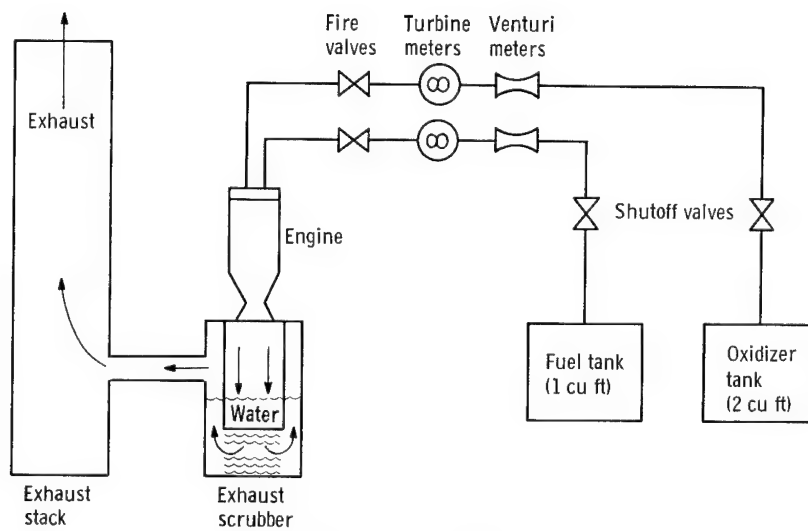 Fire
valves
Turbine
meters
Venturi
meters
Exhaust
Engine
Shutoff valves
Fuel tank
(1 cu ft)
Oxidizer
tank
(2 cu ft)
Water
Exhaust
stack
Exhaust
scrubber